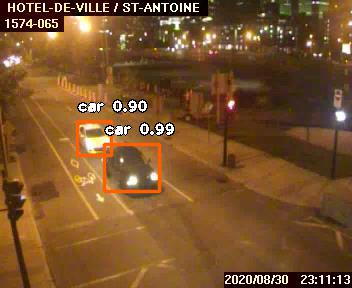 HOTEL-DE-VILLE / ST-ANTOINE
1574-065
car 0.90
car 0.99
2020/08/30 23:11:13